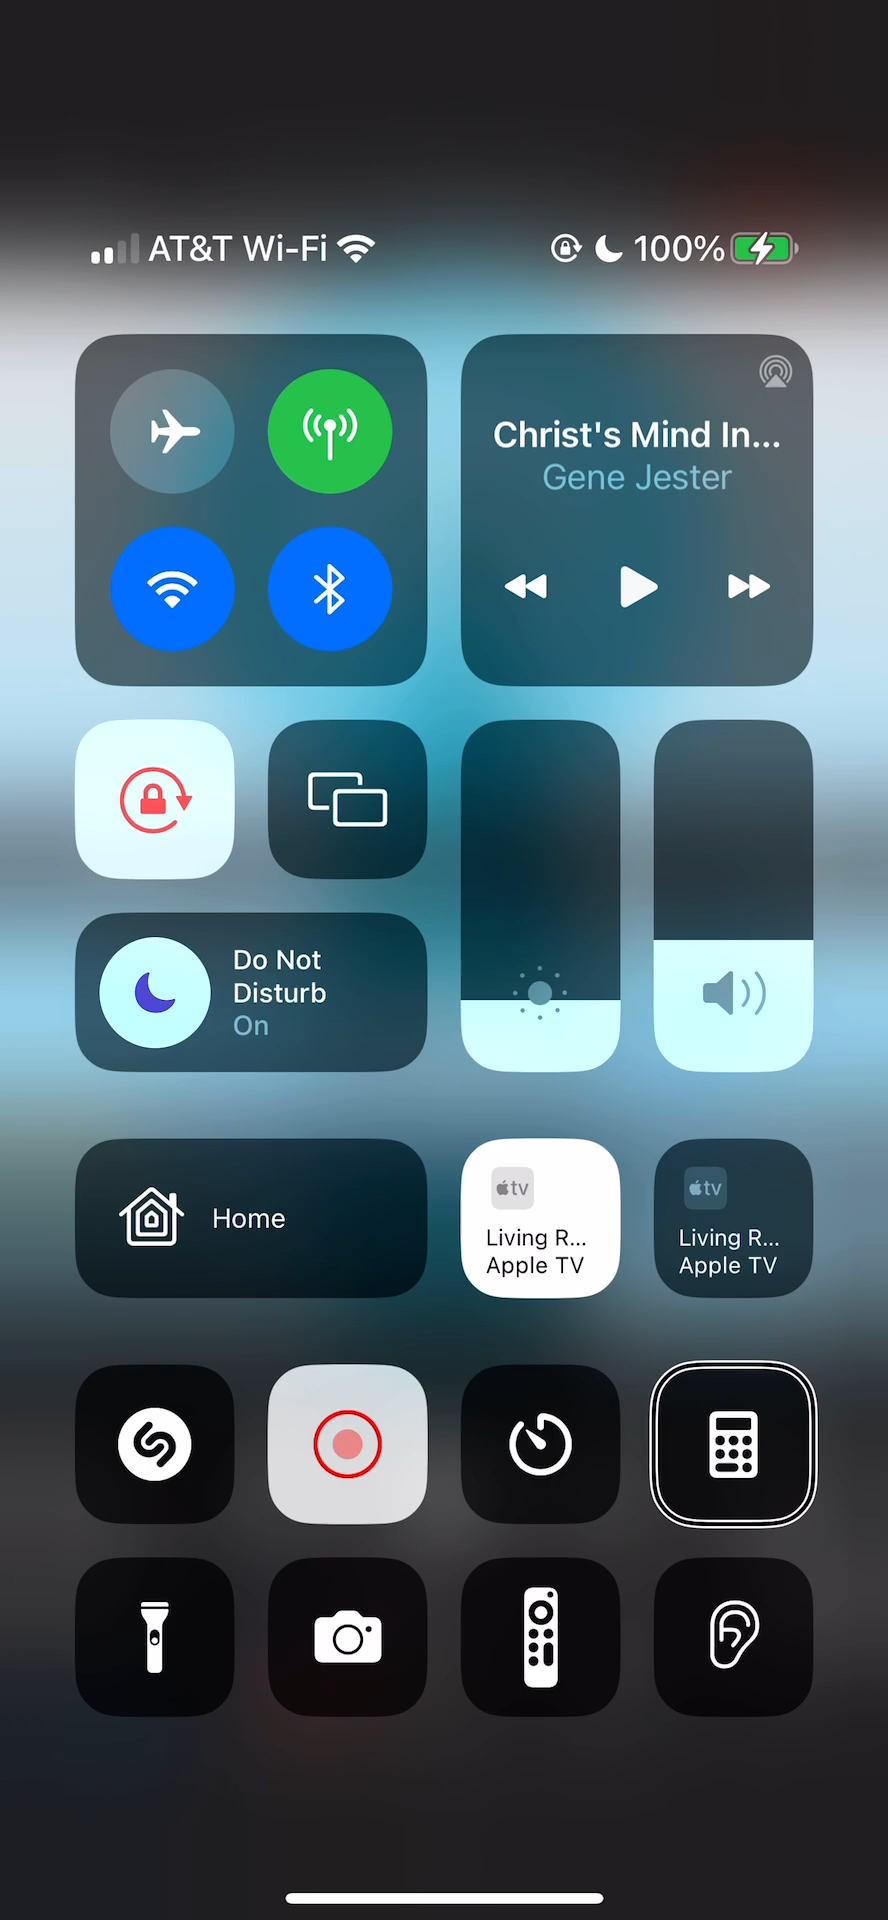 AT&T Wi-Fi
100%
Christ's Mind In...
Gene Jester
Do Not
Disturb
On
Home
tv
Living R...
Apple TV
tv
Living R...
Apple TV